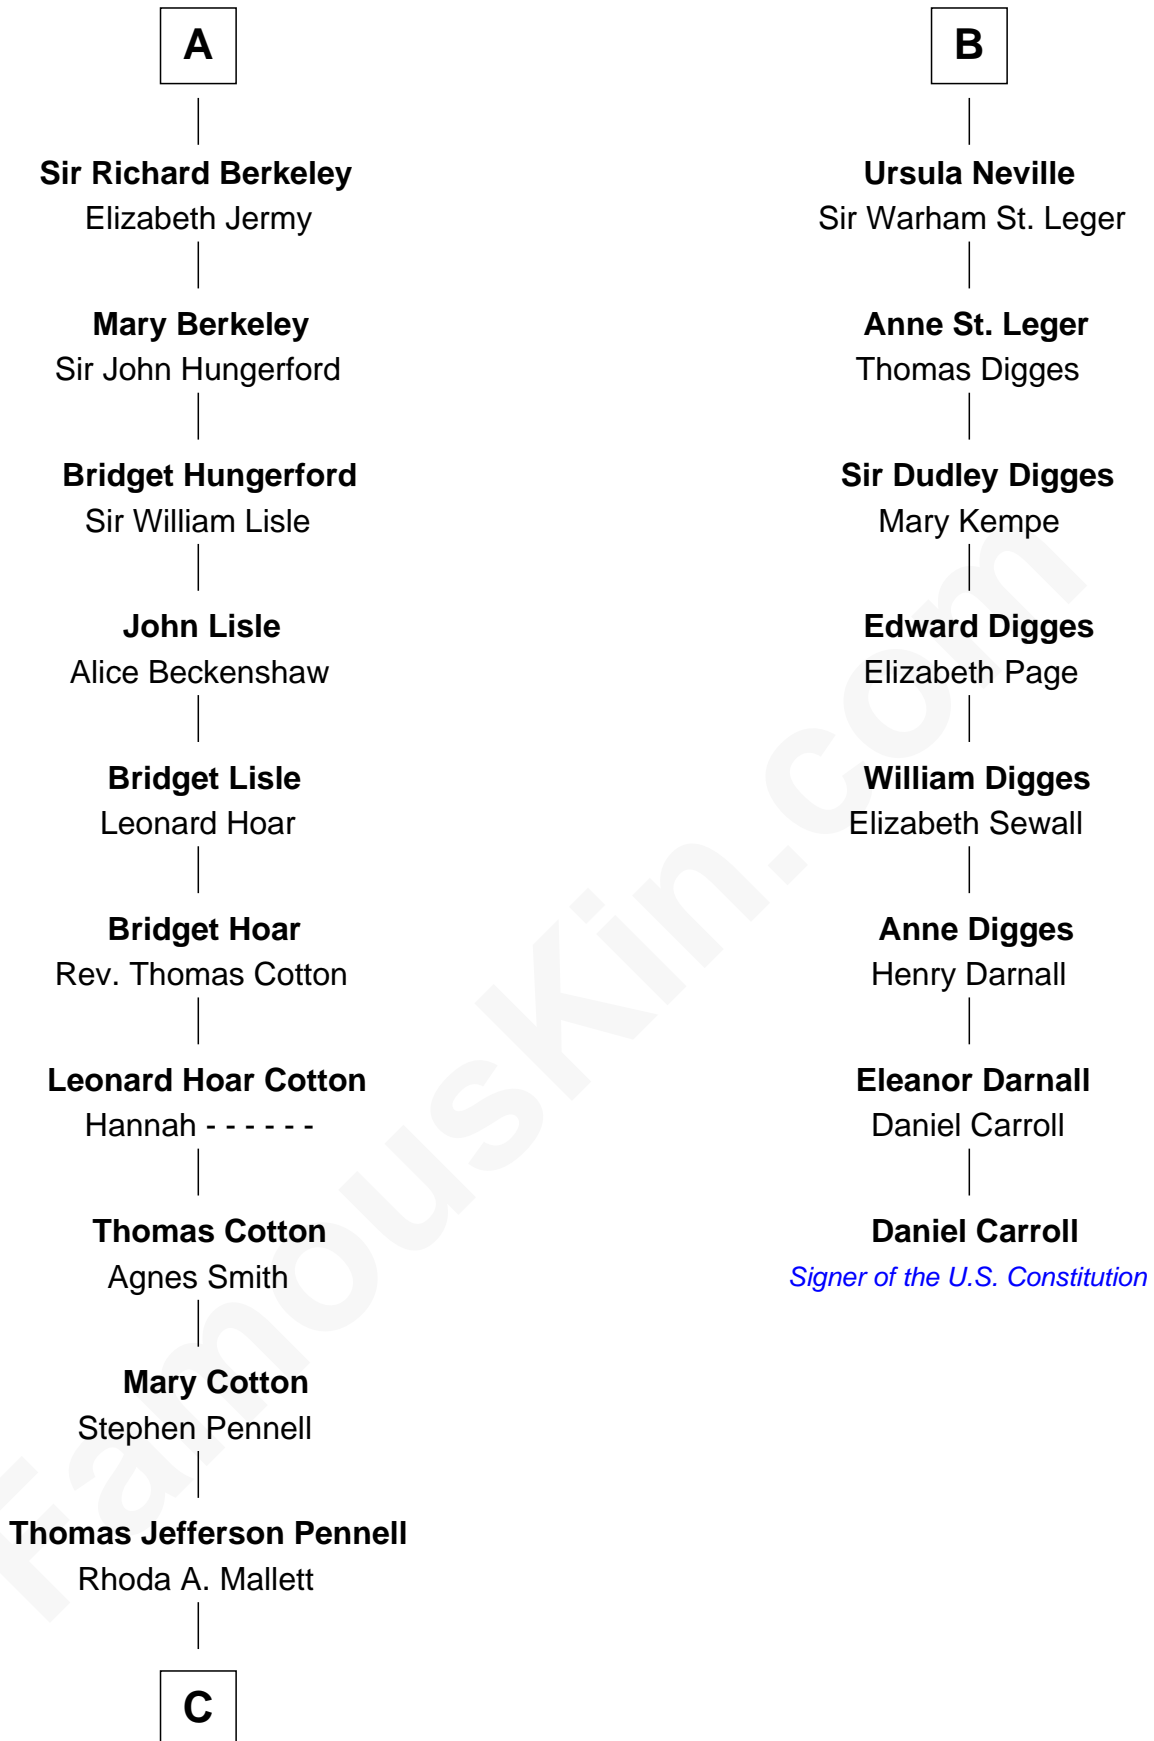 A
Sir Richard Berkeley
Elizabeth Jermy
Mary Berkeley
Sir John Hungerford
Bridget Hungerford
Sir William Lisle
John Lisle
Alice Beckenshaw
Bridget Lisle
Leonard Hoar
Bridget Hoar
Rev. Thomas Cotton
Leonard Hoar Cotton
Hannah - - - - - -
Thomas Cotton
Agnes Smith
Mary Cotton
Stephen Pennell
Thomas Jefferson Pennell
Rhoda A. Mallett
C
B
Ursula Neville
Sir Warham St. Leger
Anne St. Leger
Thomas Digges
Sir Dudley Digges
Mary Kempe
Edward Digges
Elizabeth Page
William Digges
Elizabeth Sewall
Anne Digges
Henry Darnall
Eleanor Darnall
Daniel Carroll
Daniel Carroll
Signer of the U.S. Constitution
FamousKin.com